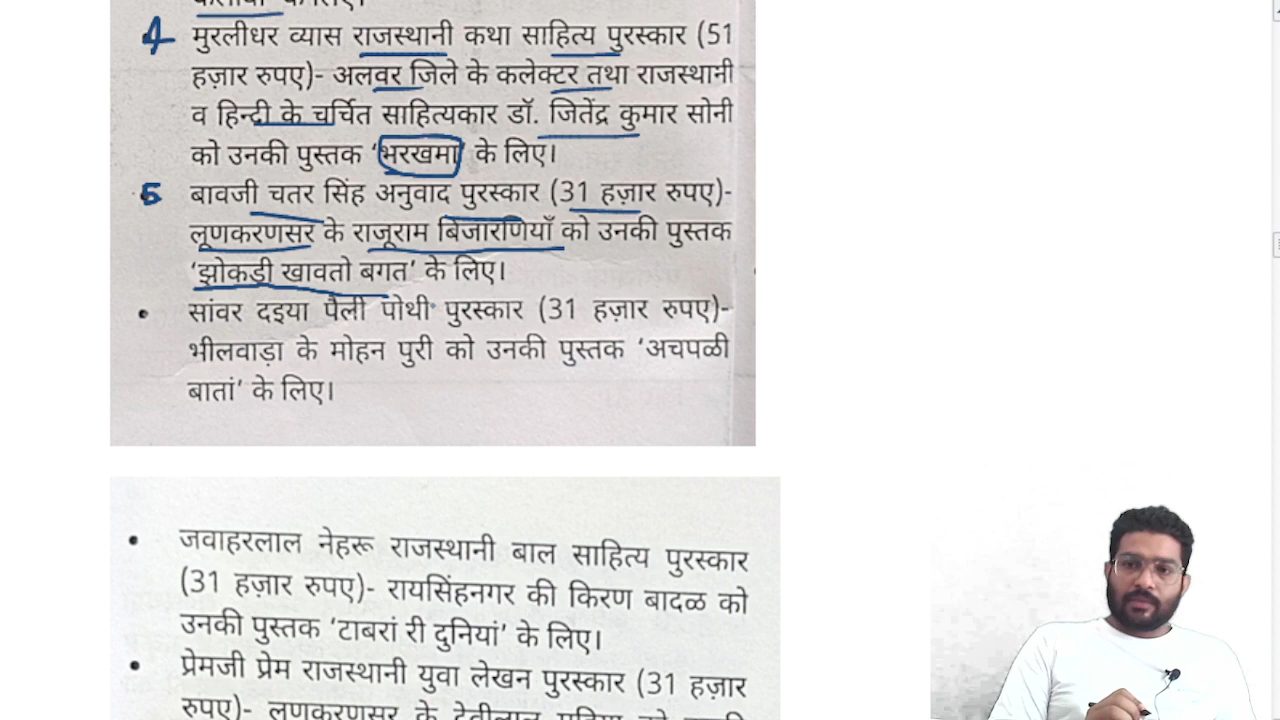 4 मुरलीधर व्यास राजस्थानी कथा साहित्य पुरस्कार (51
हज़ार रुपए)- अलवर जिले के कलेक्टर तथा राजस्थानी
व हिन्दी के चर्चित साहित्यकार डॉ. जितेंद्र कुमार सोनी
को उनकी पुस्तक ‘भरखमा’ के लिए।
5 बावजी चतर सिंह अनुवाद पुरस्कार (31 हज़ार रुपए)-
लूणकरणसर के राजूराम बिजारणियाँ को उनकी पुस्तक
‘झोकड़ी खावतो बगत’ के लिए।
• सांवर दइया पैली पोथी पुरस्कार (31 हज़ार रुपए)-
भीलवाड़ा के मोहन पुरी को उनकी पुस्तक ‘अचपळी
बातां’ के लिए।
• जवाहरलाल नेहरू राजस्थानी बाल साहित्य पुरस्कार
(31 हज़ार रुपए)- रायसिंहनगर की किरण बादळ को
उनकी पुस्तक ‘टाबरां री दुनियां’ के लिए।
• प्रेमजी प्रेम राजस्थानी युवा लेखन पुरस्कार (31 हज़ार
रुपए)- लूणकरणसर के देवीलाल